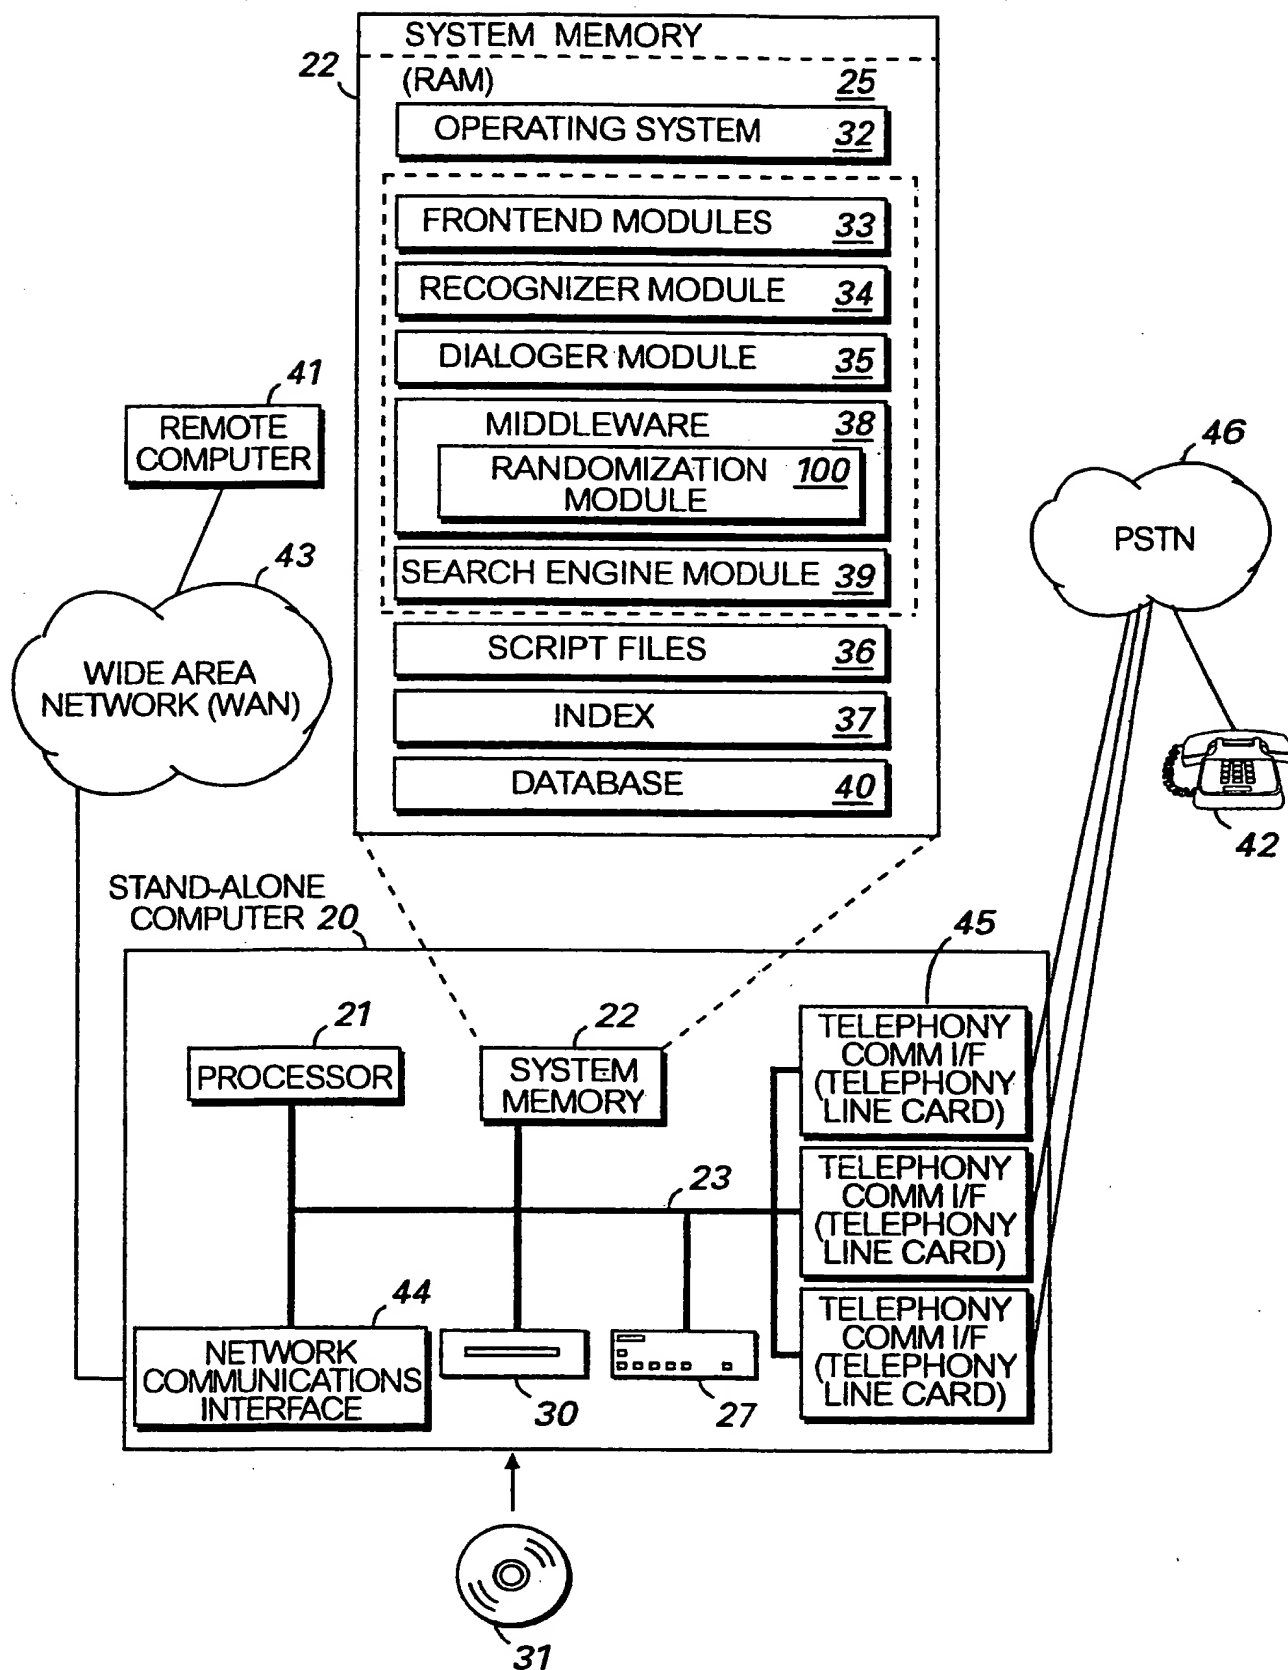 SYSTEM MEMORY
22
(RAM) 25
OPERATING SYSTEM 32
FRONTEND MODULES 33
RECOGNIZER MODULE 34
DIALOGER MODULE 35
MIDDLEWARE 38
RANDOMIZATION 100
MODULE
SEARCH ENGINE MODULE 39
SCRIPT FILES 36
INDEX 37
DATABASE 40
41
REMOTE
COMPUTER
43
WIDE AREA
NETWORK (WAN)
46
PSTN
42
STAND-ALONE
COMPUTER 20
21
PROCESSOR
22
SYSTEM
MEMORY
45
TELEPHONY
COMM I/F
(TELEPHONY
LINE CARD)
23
TELEPHONY
COMM I/F
(TELEPHONY
LINE CARD)
44
NETWORK
COMMUNICATIONS
INTERFACE
30
27
TELEPHONY
COMM I/F
(TELEPHONY
LINE CARD)
31